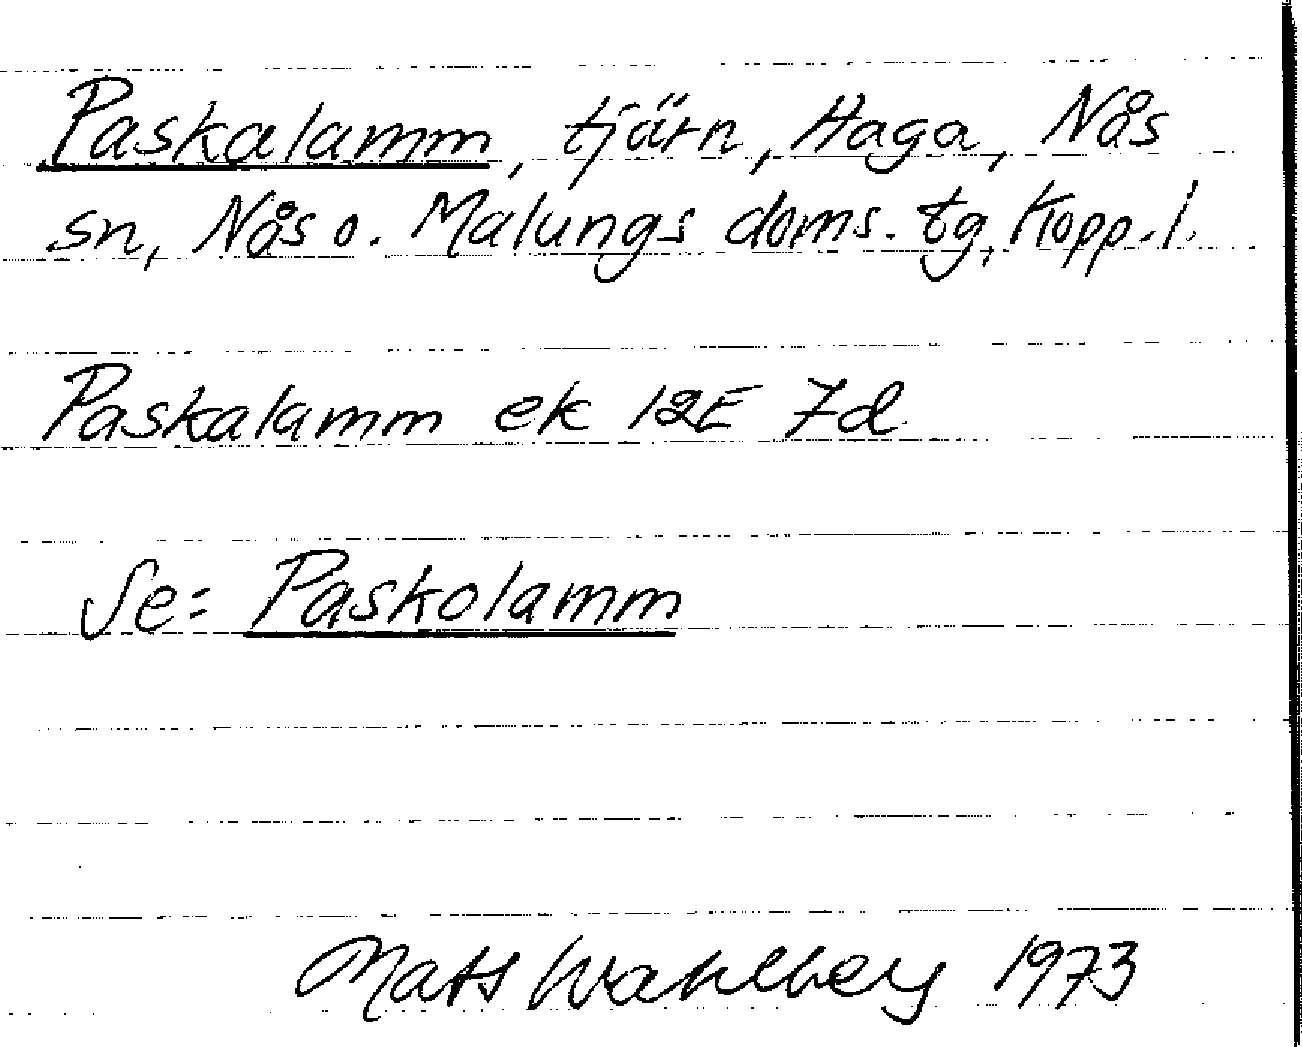 Paskalamm, tjärn, Haga, Nås
sn, Nås o. Malungs doms. tg, Kopp. l.
Paskalamm ek 12E 7d
Se: Paskolamm
Mats Wahlberg 1973